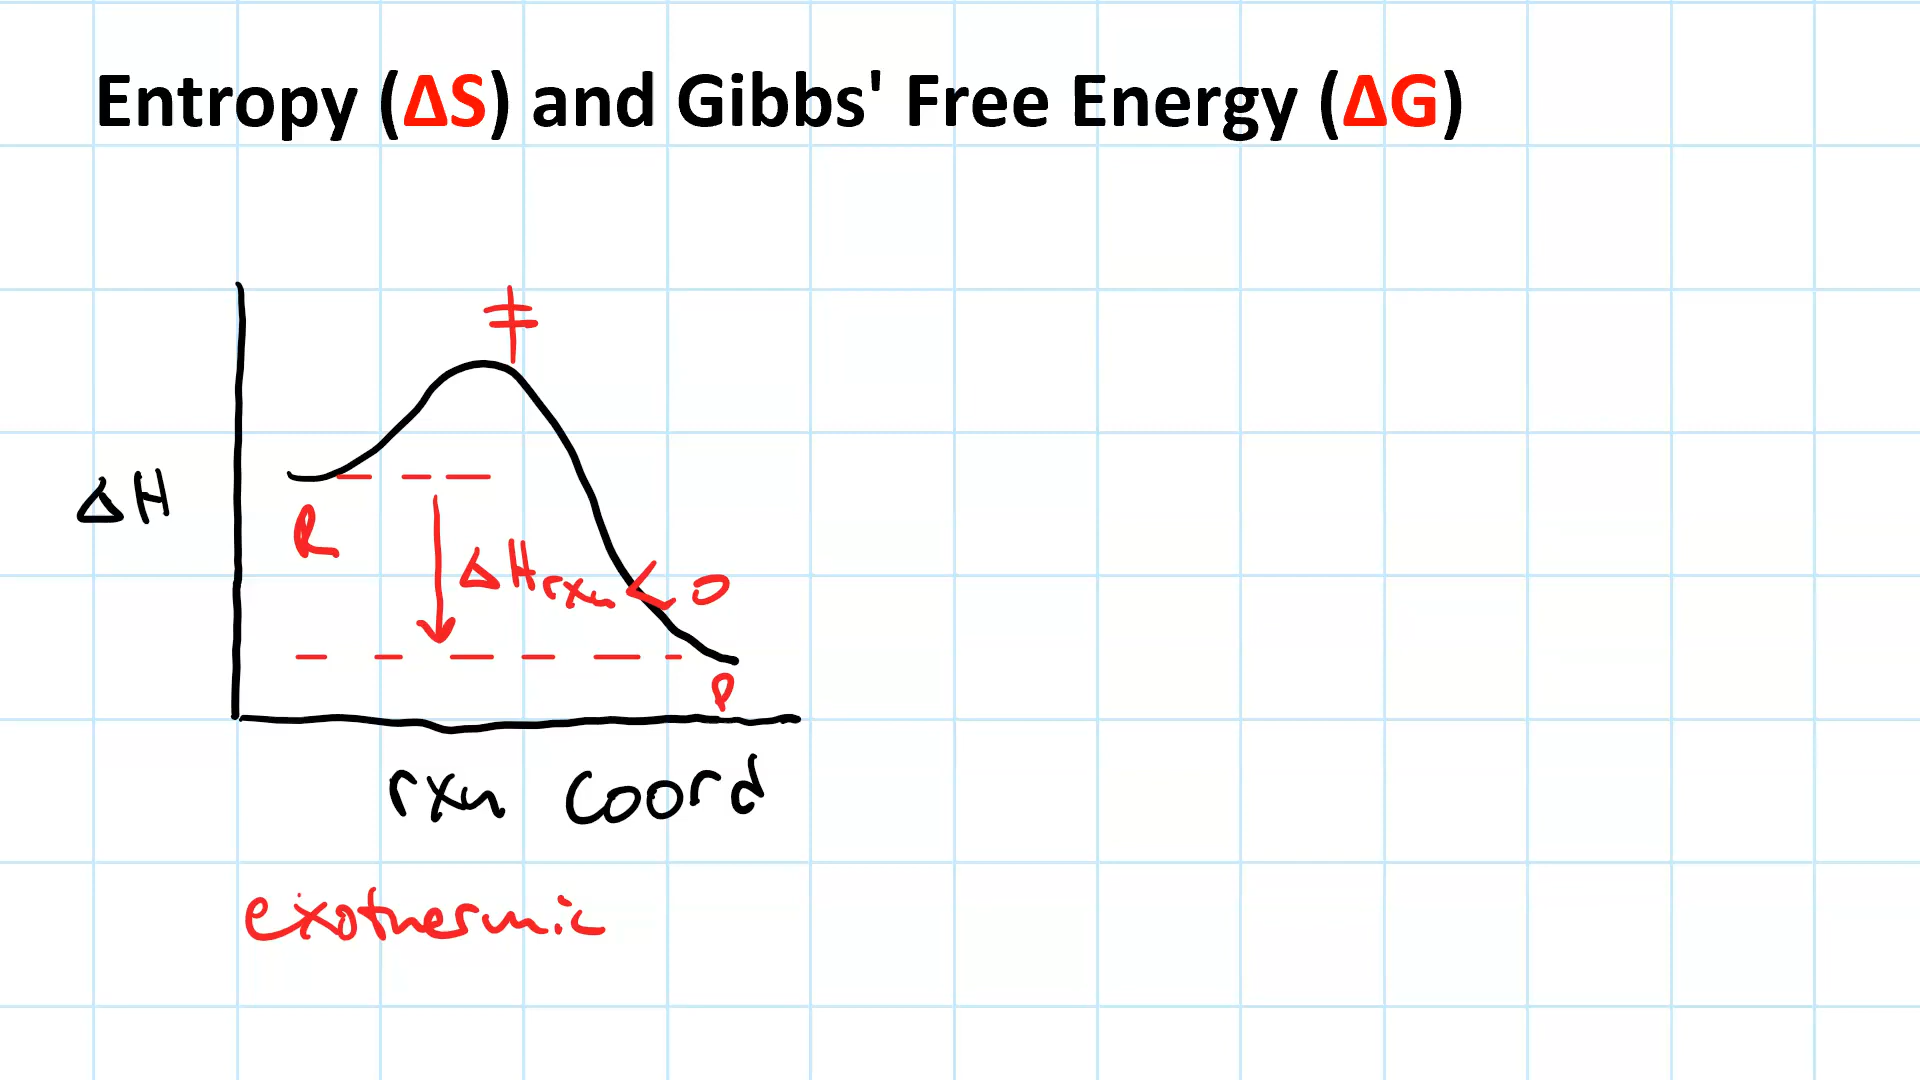 Entropy (ΔS) and Gibbs' Free Energy (ΔG)
‡
ΔH
R
ΔHrxn < 0
P
rxn coord
exothermic